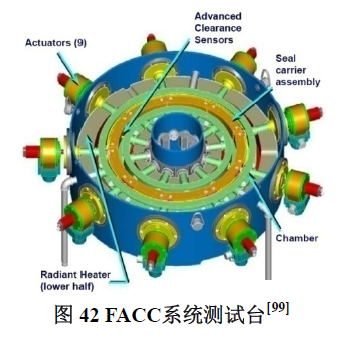 Advanced
Clearance
Sensors
Actuators (9)
Seal
carrier
assembly
Chamber
Radiant Heater
(lower half)
图 42 FACC系统测试台[99]